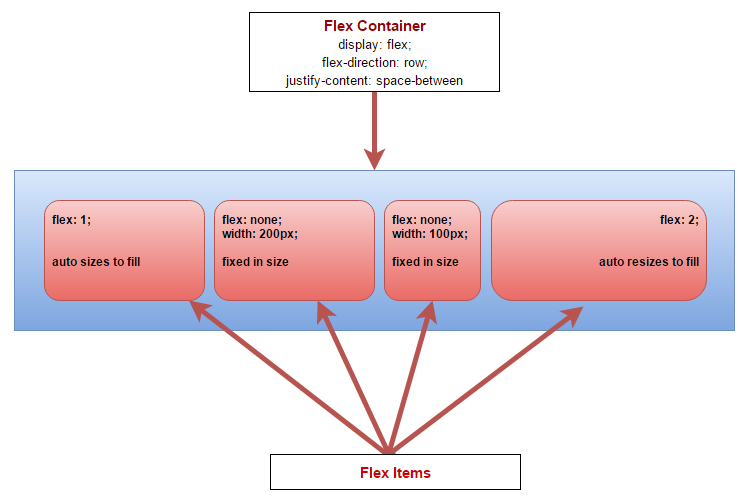 Flex Container
display: flex;
flex-direction: row;
justify-content: space-between
flex: 1;
auto sizes to fill
flex: none;
width: 200px;
fixed in size
flex: none;
width: 100px;
fixed in size
flex: 2;
auto resizes to fill
Flex Items